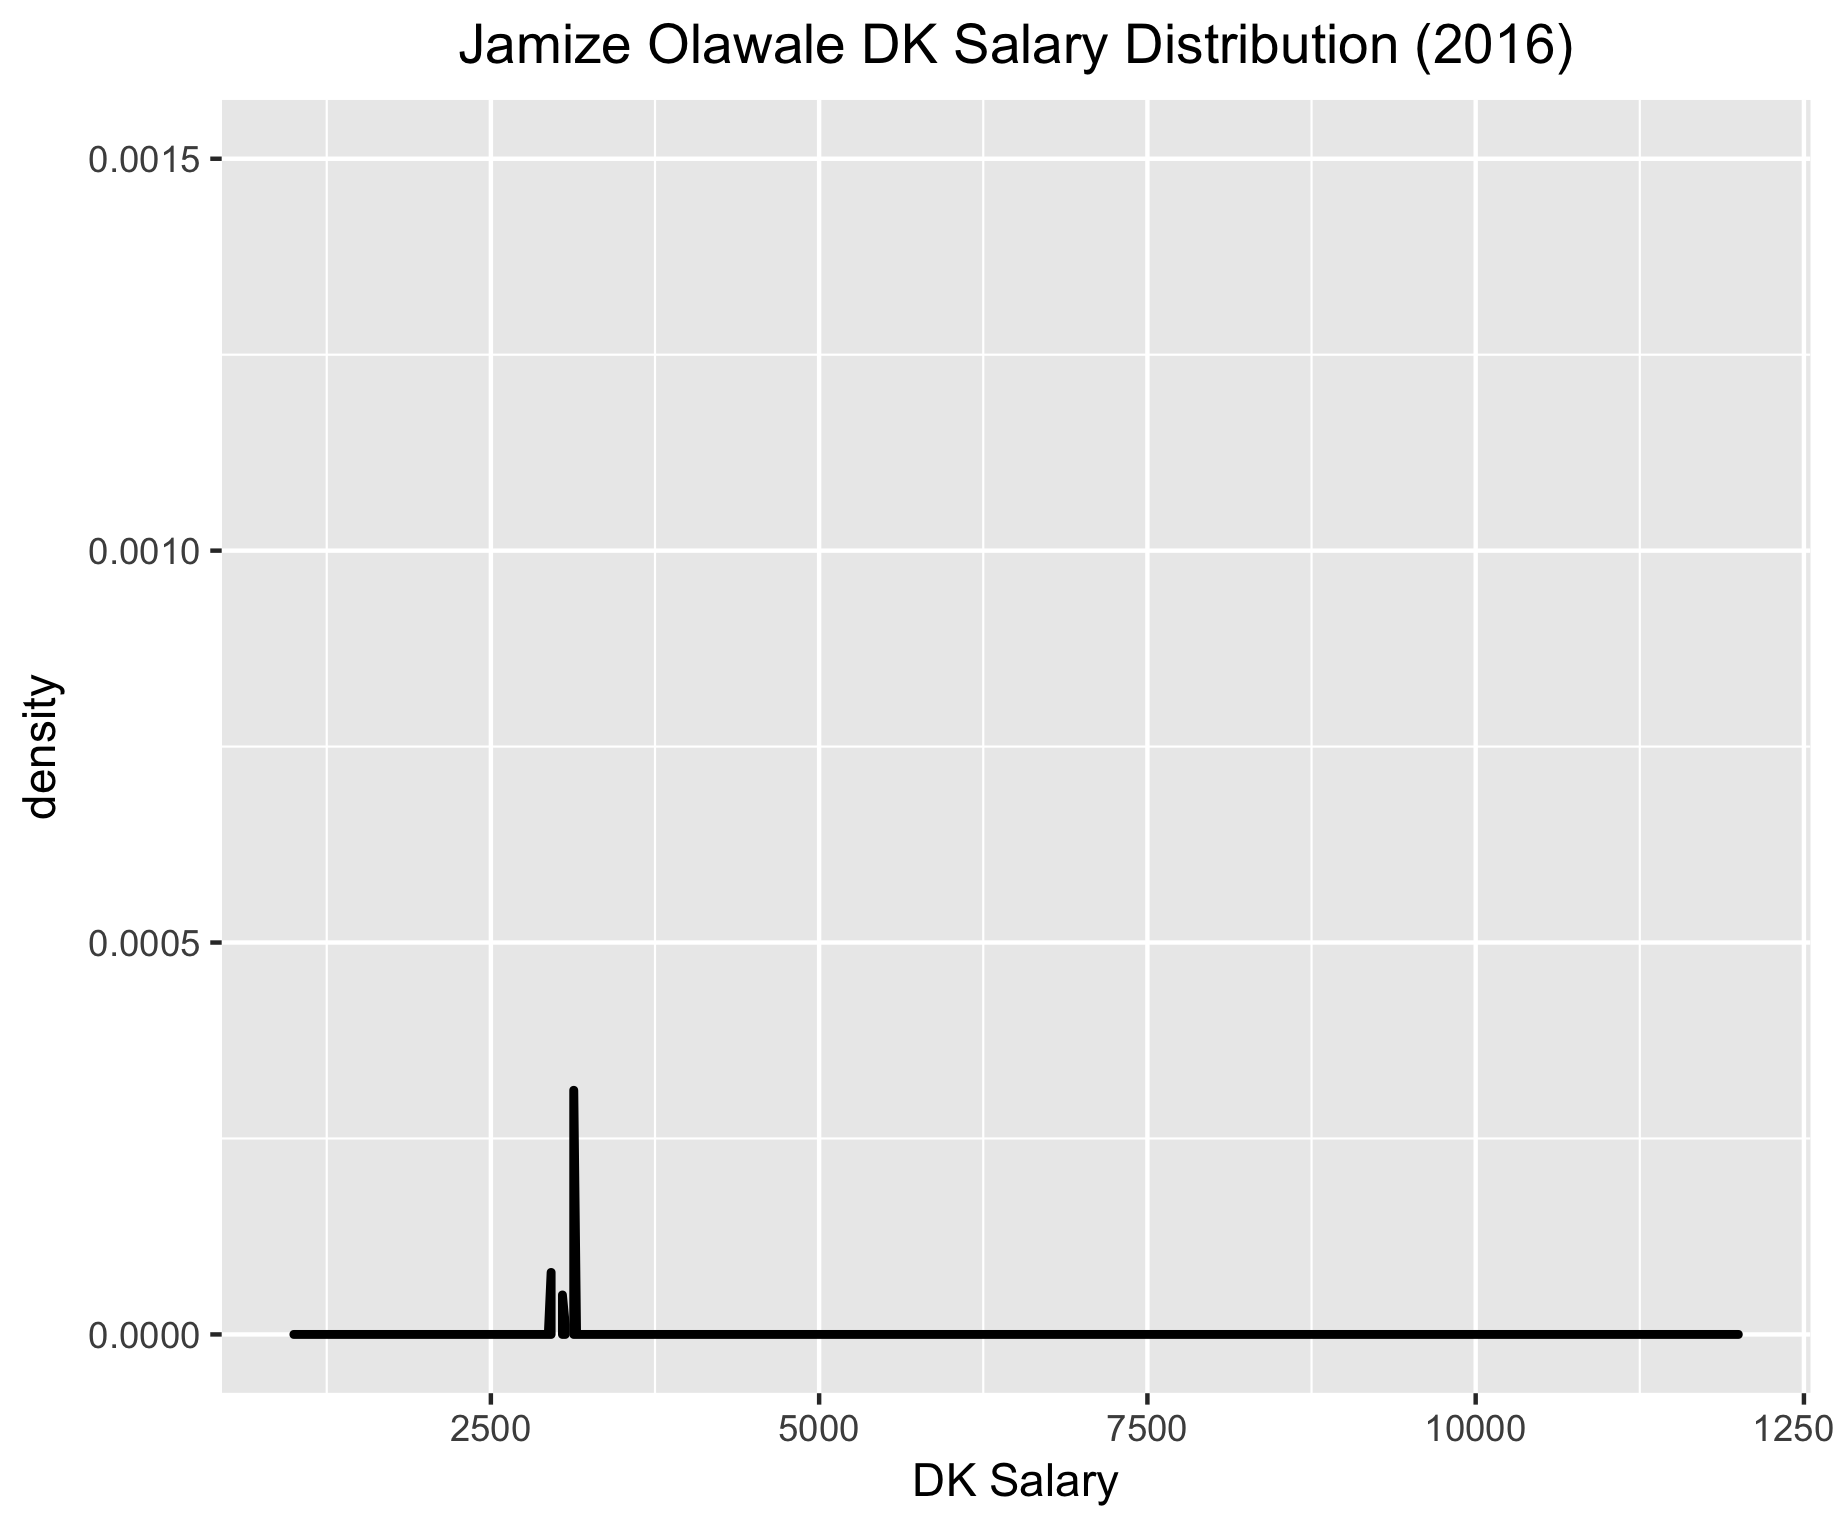 Jamize Olawale DK Salary Distribution (2016)
0.0015
0.0010
density
0.0005
0.0000
2500 5000 7500 10000 1250
DK Salary